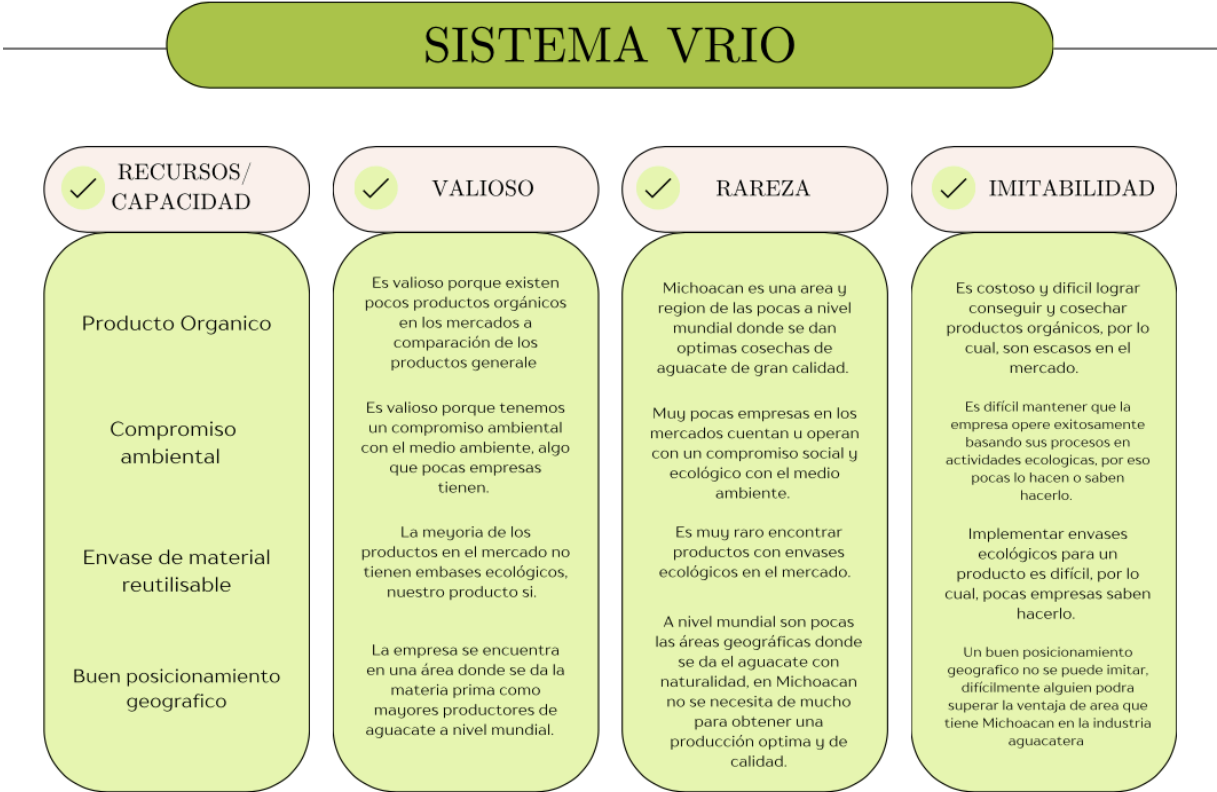 SISTEMA VRIO
RECURSOS/
CAPACIDAD
Producto Organico
Compromiso
ambiental
Envase de material
reutilisable
Buen posicionamiento
geografico
VALIOSO
Es valioso porque existen
pocos productos orgánicos
en los mercados a
comparación de los
productos generale
Es valioso porque tenemos
un compromiso ambiental
con el medio ambiente, algo
que pocas empresas
tienen.
La meyoria de los
productos en el mercado no
tienen embases ecológicos,
nuestro producto si.
La empresa se encuentra
en una área donde se da la
materia prima como
mayores productores de
aguacate a nivel mundial.
RAREZA
Michoacan es una area y
region de las pocas a nivel
mundial donde se dan
optimas cosechas de
aguacate de gran calidad.
Muy pocas empresas en los
mercados cuentan u operan
con un compromiso social y
ecológico con el medio
ambiente.
Es muy raro encontrar
productos con envases
ecológicos en el mercado.
A nivel mundial son pocas
las áreas geográficas donde
se da el aguacate con
naturalidad, en Michoacan
no se necesita de mucho
para obtener una
producción optima y de
calidad.
IMITABILIDAD
Es costoso y dificil lograr
conseguir y cosechar
productos orgánicos, por lo
cual, son escasos en el
mercado.
Es difícil mantener que la
empresa opere exitosamente
basando sus procesos en
actividades ecologicas, por eso
pocas lo hacen o saben
hacerlo.
Implementar envases
ecológicos para un
producto es difícil, por lo
cual, pocas empresas saben
hacerlo.
Un buen posicionamiento
geografico no se puede imitar,
difícilmente alguien podra
superar la ventaja de area que
tiene Michoacan en la industria
aguacatera